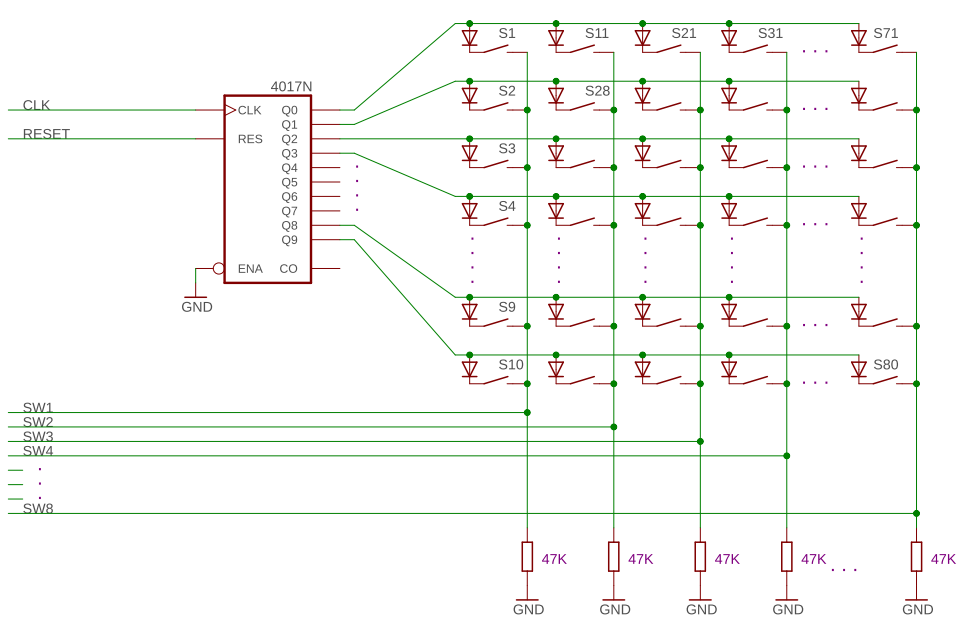 S1 S11 S21 S31 S71
4017N
S2 S28
CLK CLK Q0
Q1
RESET RES Q2
S3
Q3
Q4
Q5
Q6
Q7
S4
Q8
Q9
ENA CO
GND
S9
S10 S80
SW1
SW2
SW3
SW4
SW8
47K 47K 47K 47K 47K
GND GND GND GND GND